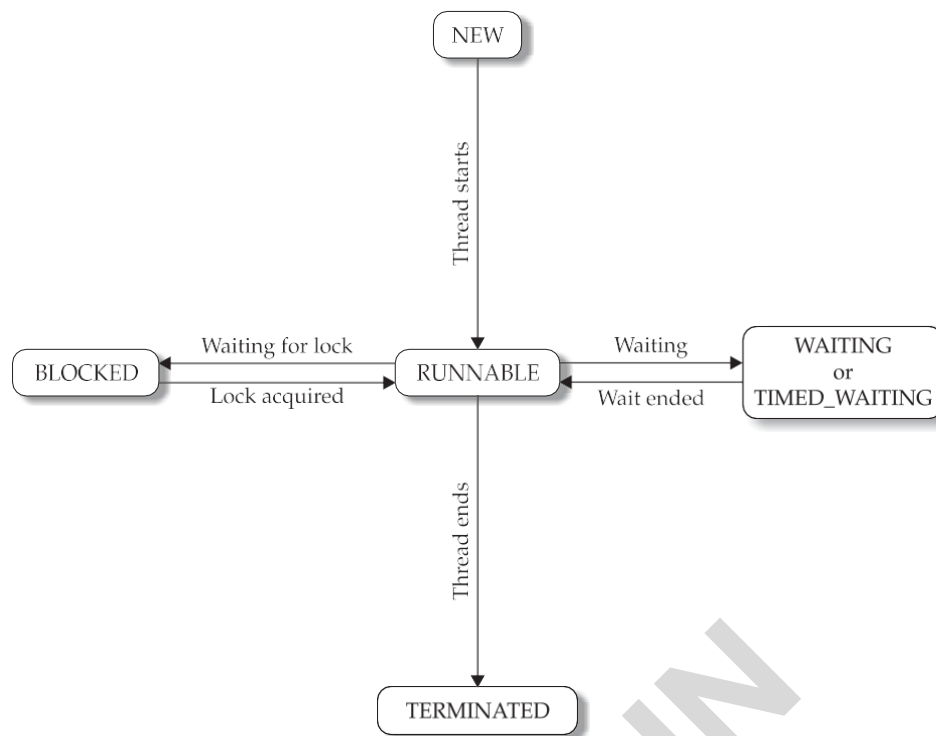 NEW
Thread starts
Waiting for lock
Waiting
BLOCKED
RUNNABLE
WAITING
or
TIMED_WAITING
Lock acquired
Wait ended
Thread ends
TERMINATED
IN